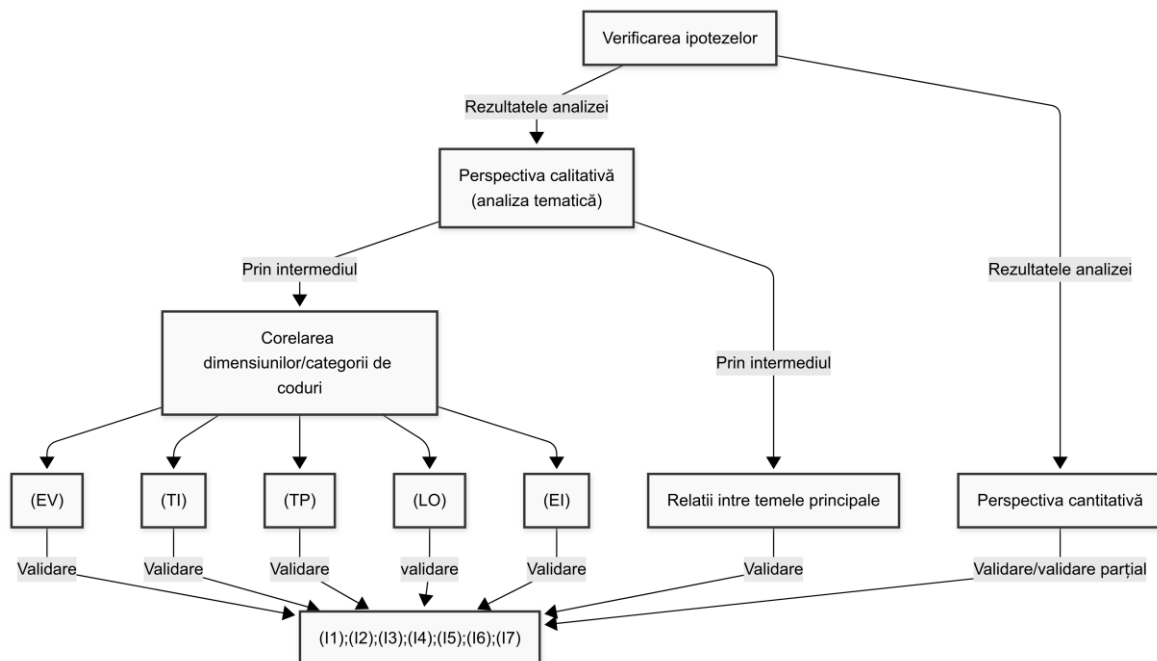 Verificarea ipotezelor
Rezultatele analizei
Perspectiva calitativă
(analiza tematică)
Prin intermediul
Rezultatele analizei
Corelarea
dimensiunilor/categorii de
coduri
Prin intermediul
(EV)
(TI)
(TP)
(LO)
(EI)
Relatii intre temele principale
Perspectiva cantitativă
Validare
Validare
Validare
validare
Validare
Validare
Validare/validare parțial
(I1);(I2);(I3);(I4);(I5);(I6);(I7)